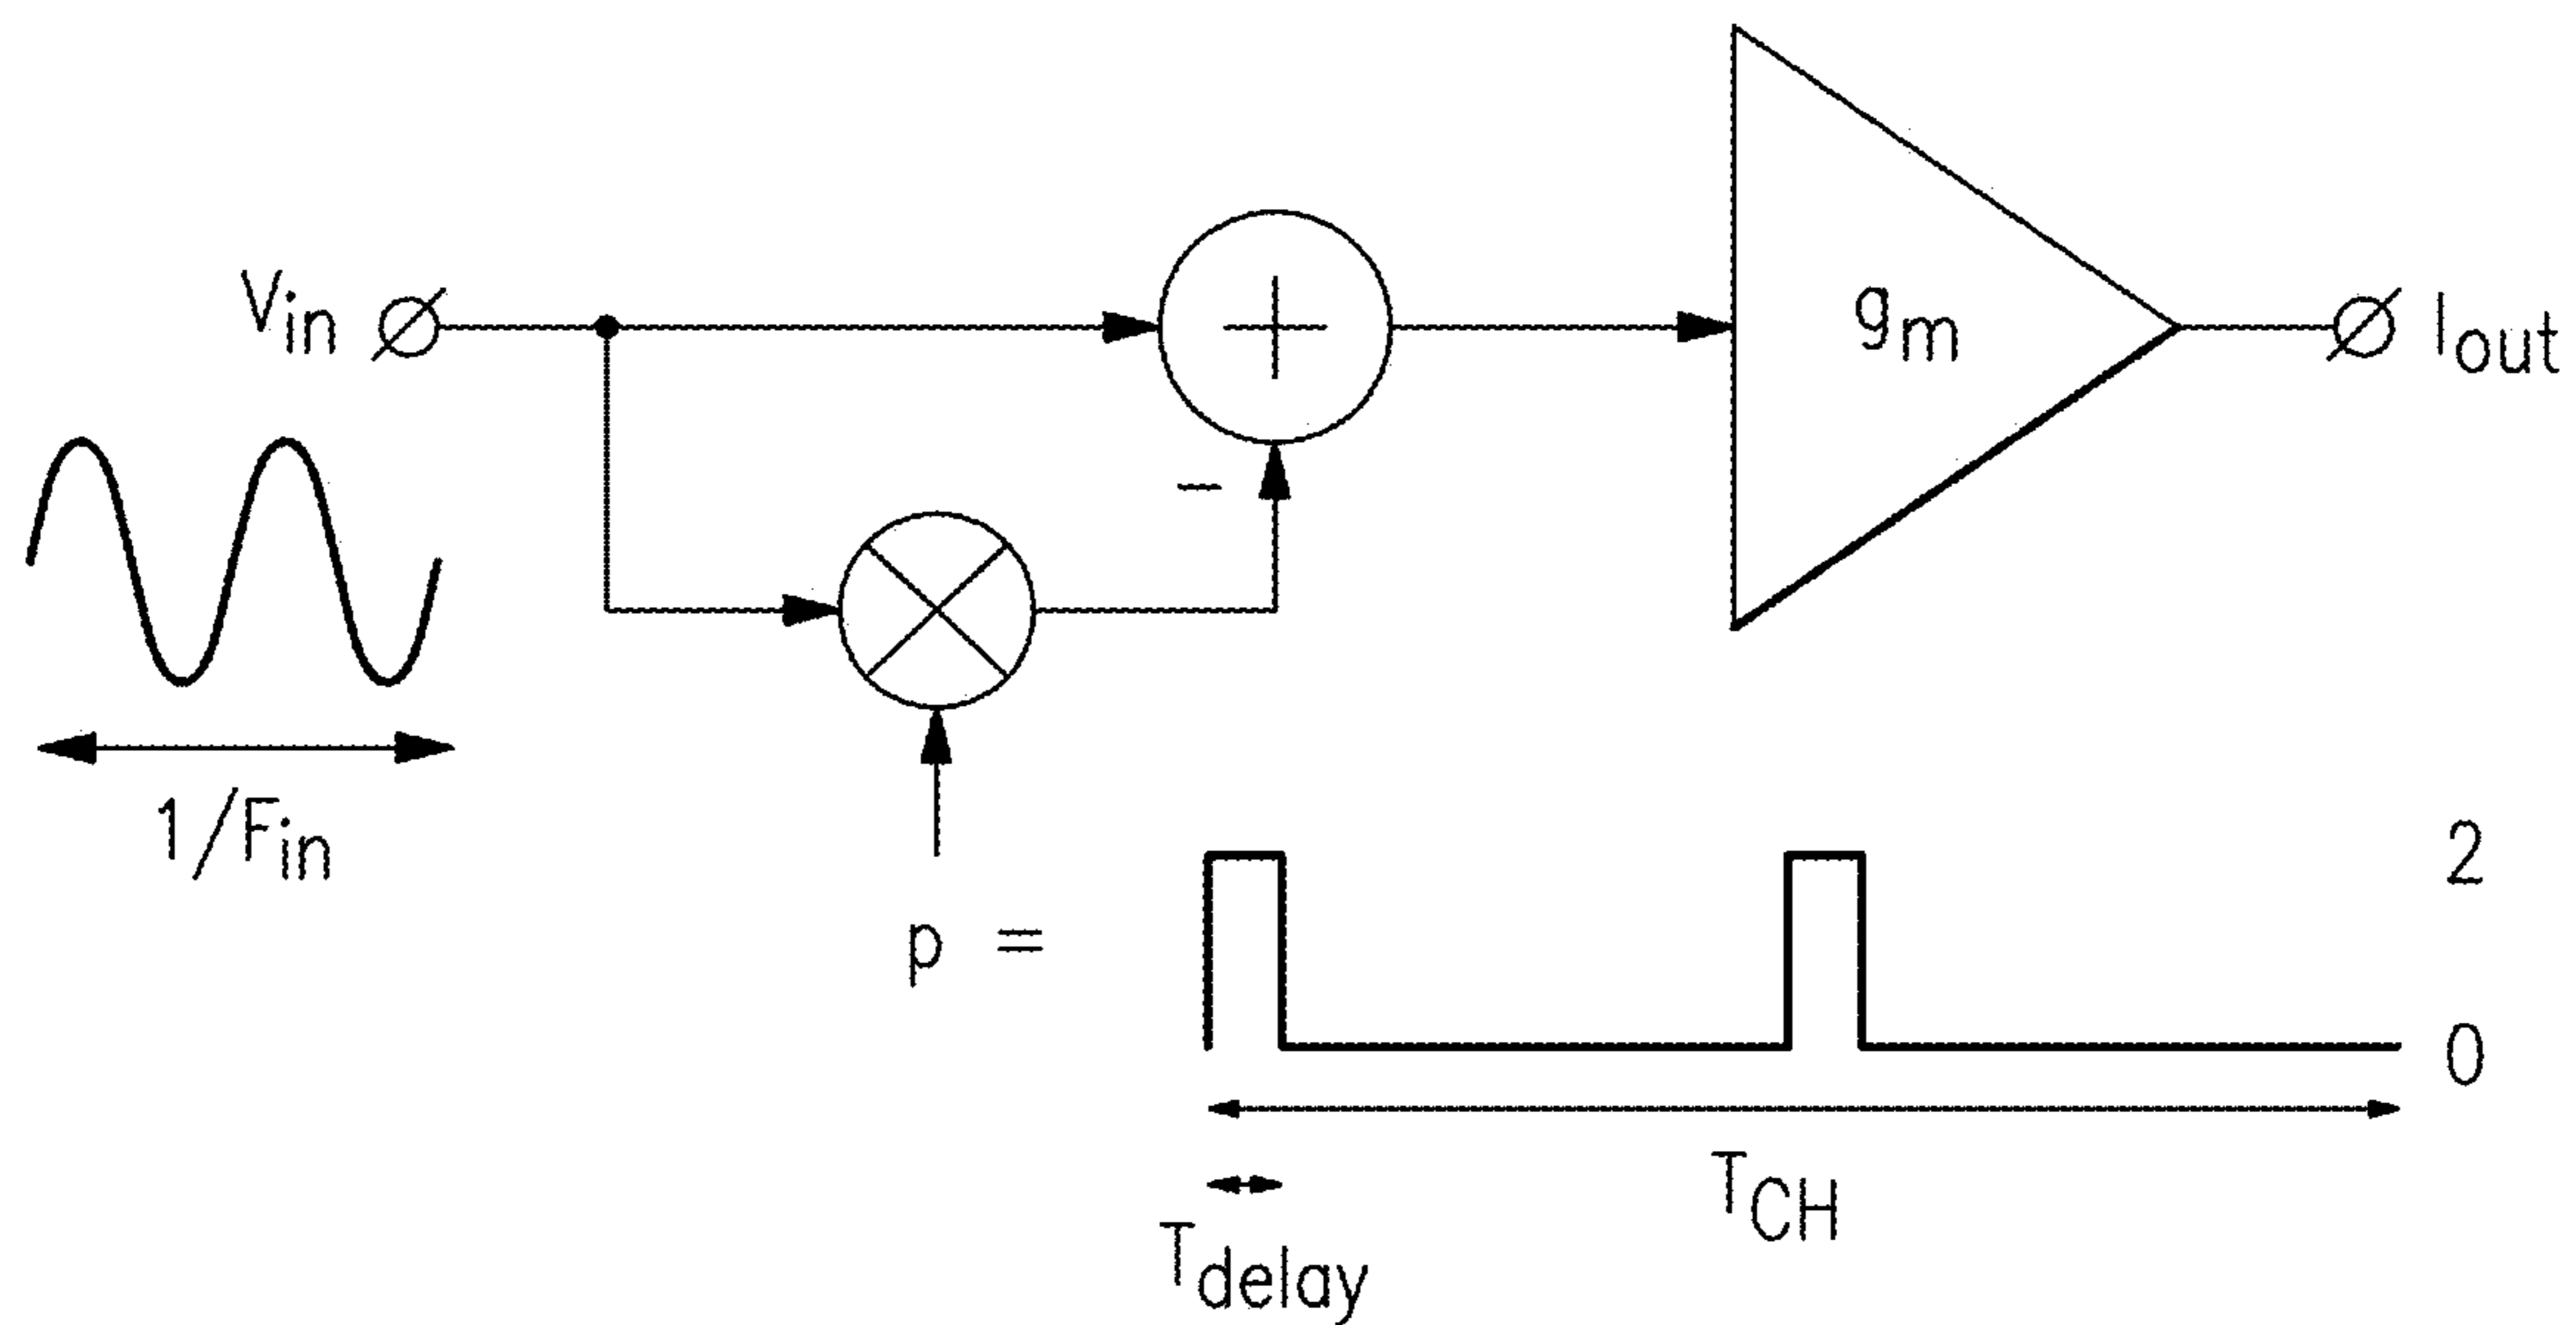 Vin
gm
Iout
–
1/Fin
p =
2
0
TCH
Tdelay